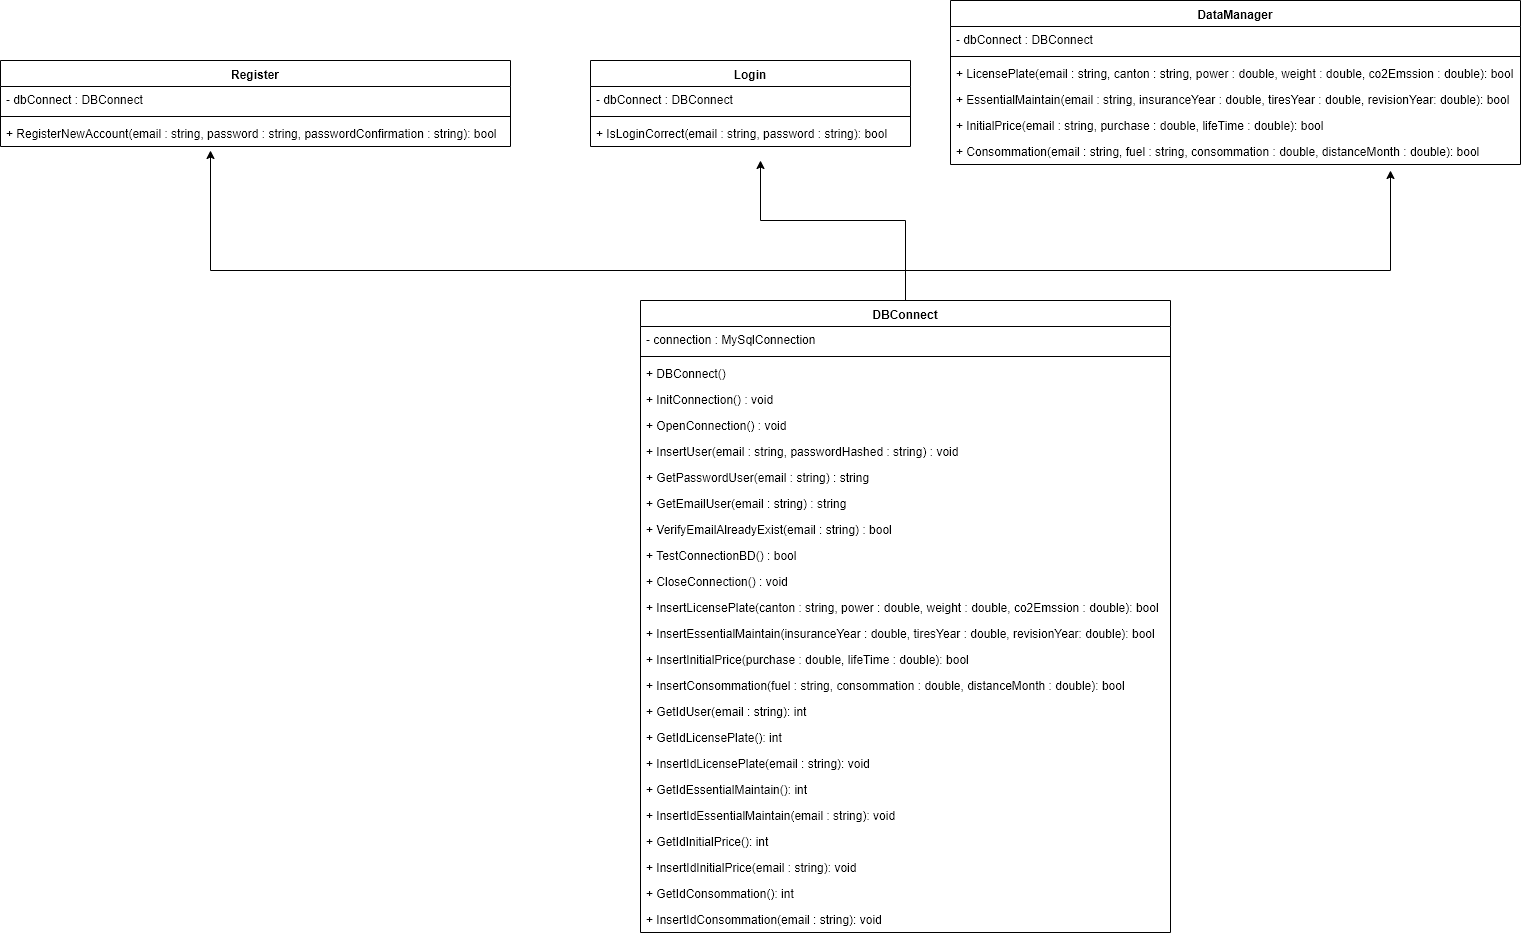 Register
- dbConnect : DBConnect
+ RegisterNewAccount(email : string, password : string, passwordConfirmation : string): bool
Login
- dbConnect : DBConnect
+ IsLoginCorrect(email : string, password : string): bool
DataManager
- dbConnect : DBConnect
+ LicensePlate(email : string, canton : string, power : double, weight : double, co2Emssion : double): bool
+ EssentialMaintain(email : string, insuranceYear : double, tiresYear : double, revisionYear: double): bool
+ InitialPrice(email : string, purchase : double, lifeTime : double): bool
+ Consommation(email : string, fuel : string, consommation : double, distanceMonth : double): bool
DBConnect
- connection : MySqlConnection
+ DBConnect()
+ InitConnection() : void
+ OpenConnection() : void
+ InsertUser(email : string, passwordHashed : string) : void
+ GetPasswordUser(email : string) : string
+ GetEmailUser(email : string) : string
+ VerifyEmailAlreadyExist(email : string) : bool
+ TestConnectionBD() : bool
+ CloseConnection() : void
+ InsertLicensePlate(canton : string, power : double, weight : double, co2Emssion : double): bool
+ InsertEssentialMaintain(insuranceYear : double, tiresYear : double, revisionYear: double): bool
+ InsertInitialPrice(purchase : double, lifeTime : double): bool
+ InsertConsommation(fuel : string, consommation : double, distanceMonth : double): bool
+ GetIdUser(email : string): int
+ GetIdLicensePlate(): int
+ InsertIdLicensePlate(email : string): void
+ GetIdEssentialMaintain(): int
+ InsertIdEssentialMaintain(email : string): void
+ GetIdInitialPrice(): int
+ InsertIdInitialPrice(email : string): void
+ GetIdConsommation(): int
+ InsertIdConsommation(email : string): void